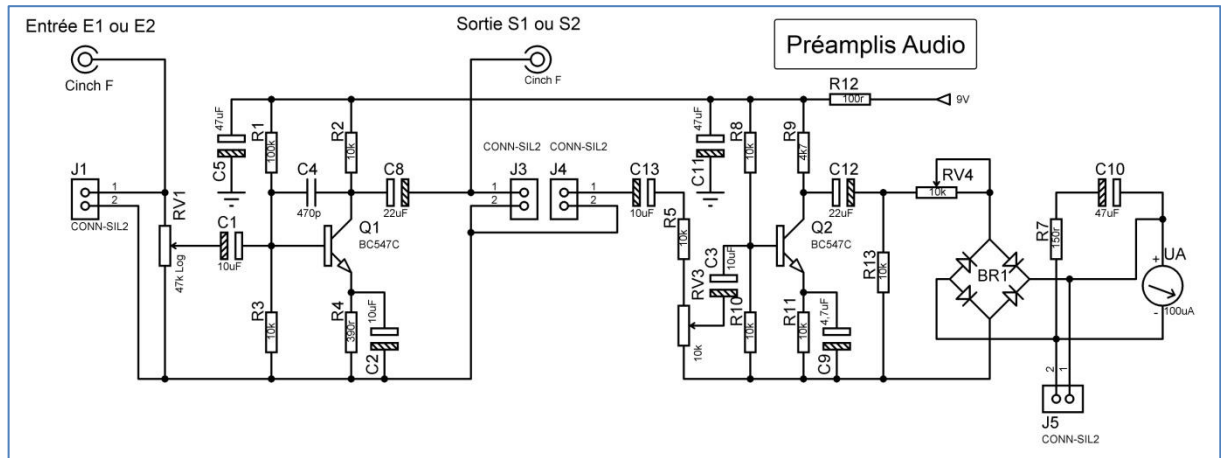 Entrée E1 ou E2
Cinch F
Sortie S1 ou S2
Cinch F
Préamplis Audio
R12
100r
9V
47uF
C5
R1
100k
R2
10k
C4
470p
C8
22uF
CONN-SIL2
J3
1
2
CONN-SIL2
J4
1
2
C13
10uF
47uF
C11
R8
10k
R9
4k7
C12
22uF
RV4
10k
C10
47uF
J1
1
2
CONN-SIL2
RV1
47k Log
C1
10uF
Q1
BC547C
R3
10k
R4
390r
10uF
C2
R5
10k
RV3
10k
C3
10uF
R10
10k
Q2
BC547C
R11
10k
4,7uF
C9
R13
10k
BR1
R7
150r
+
UA
-
100uA
2
1
J5
CONN-SIL2